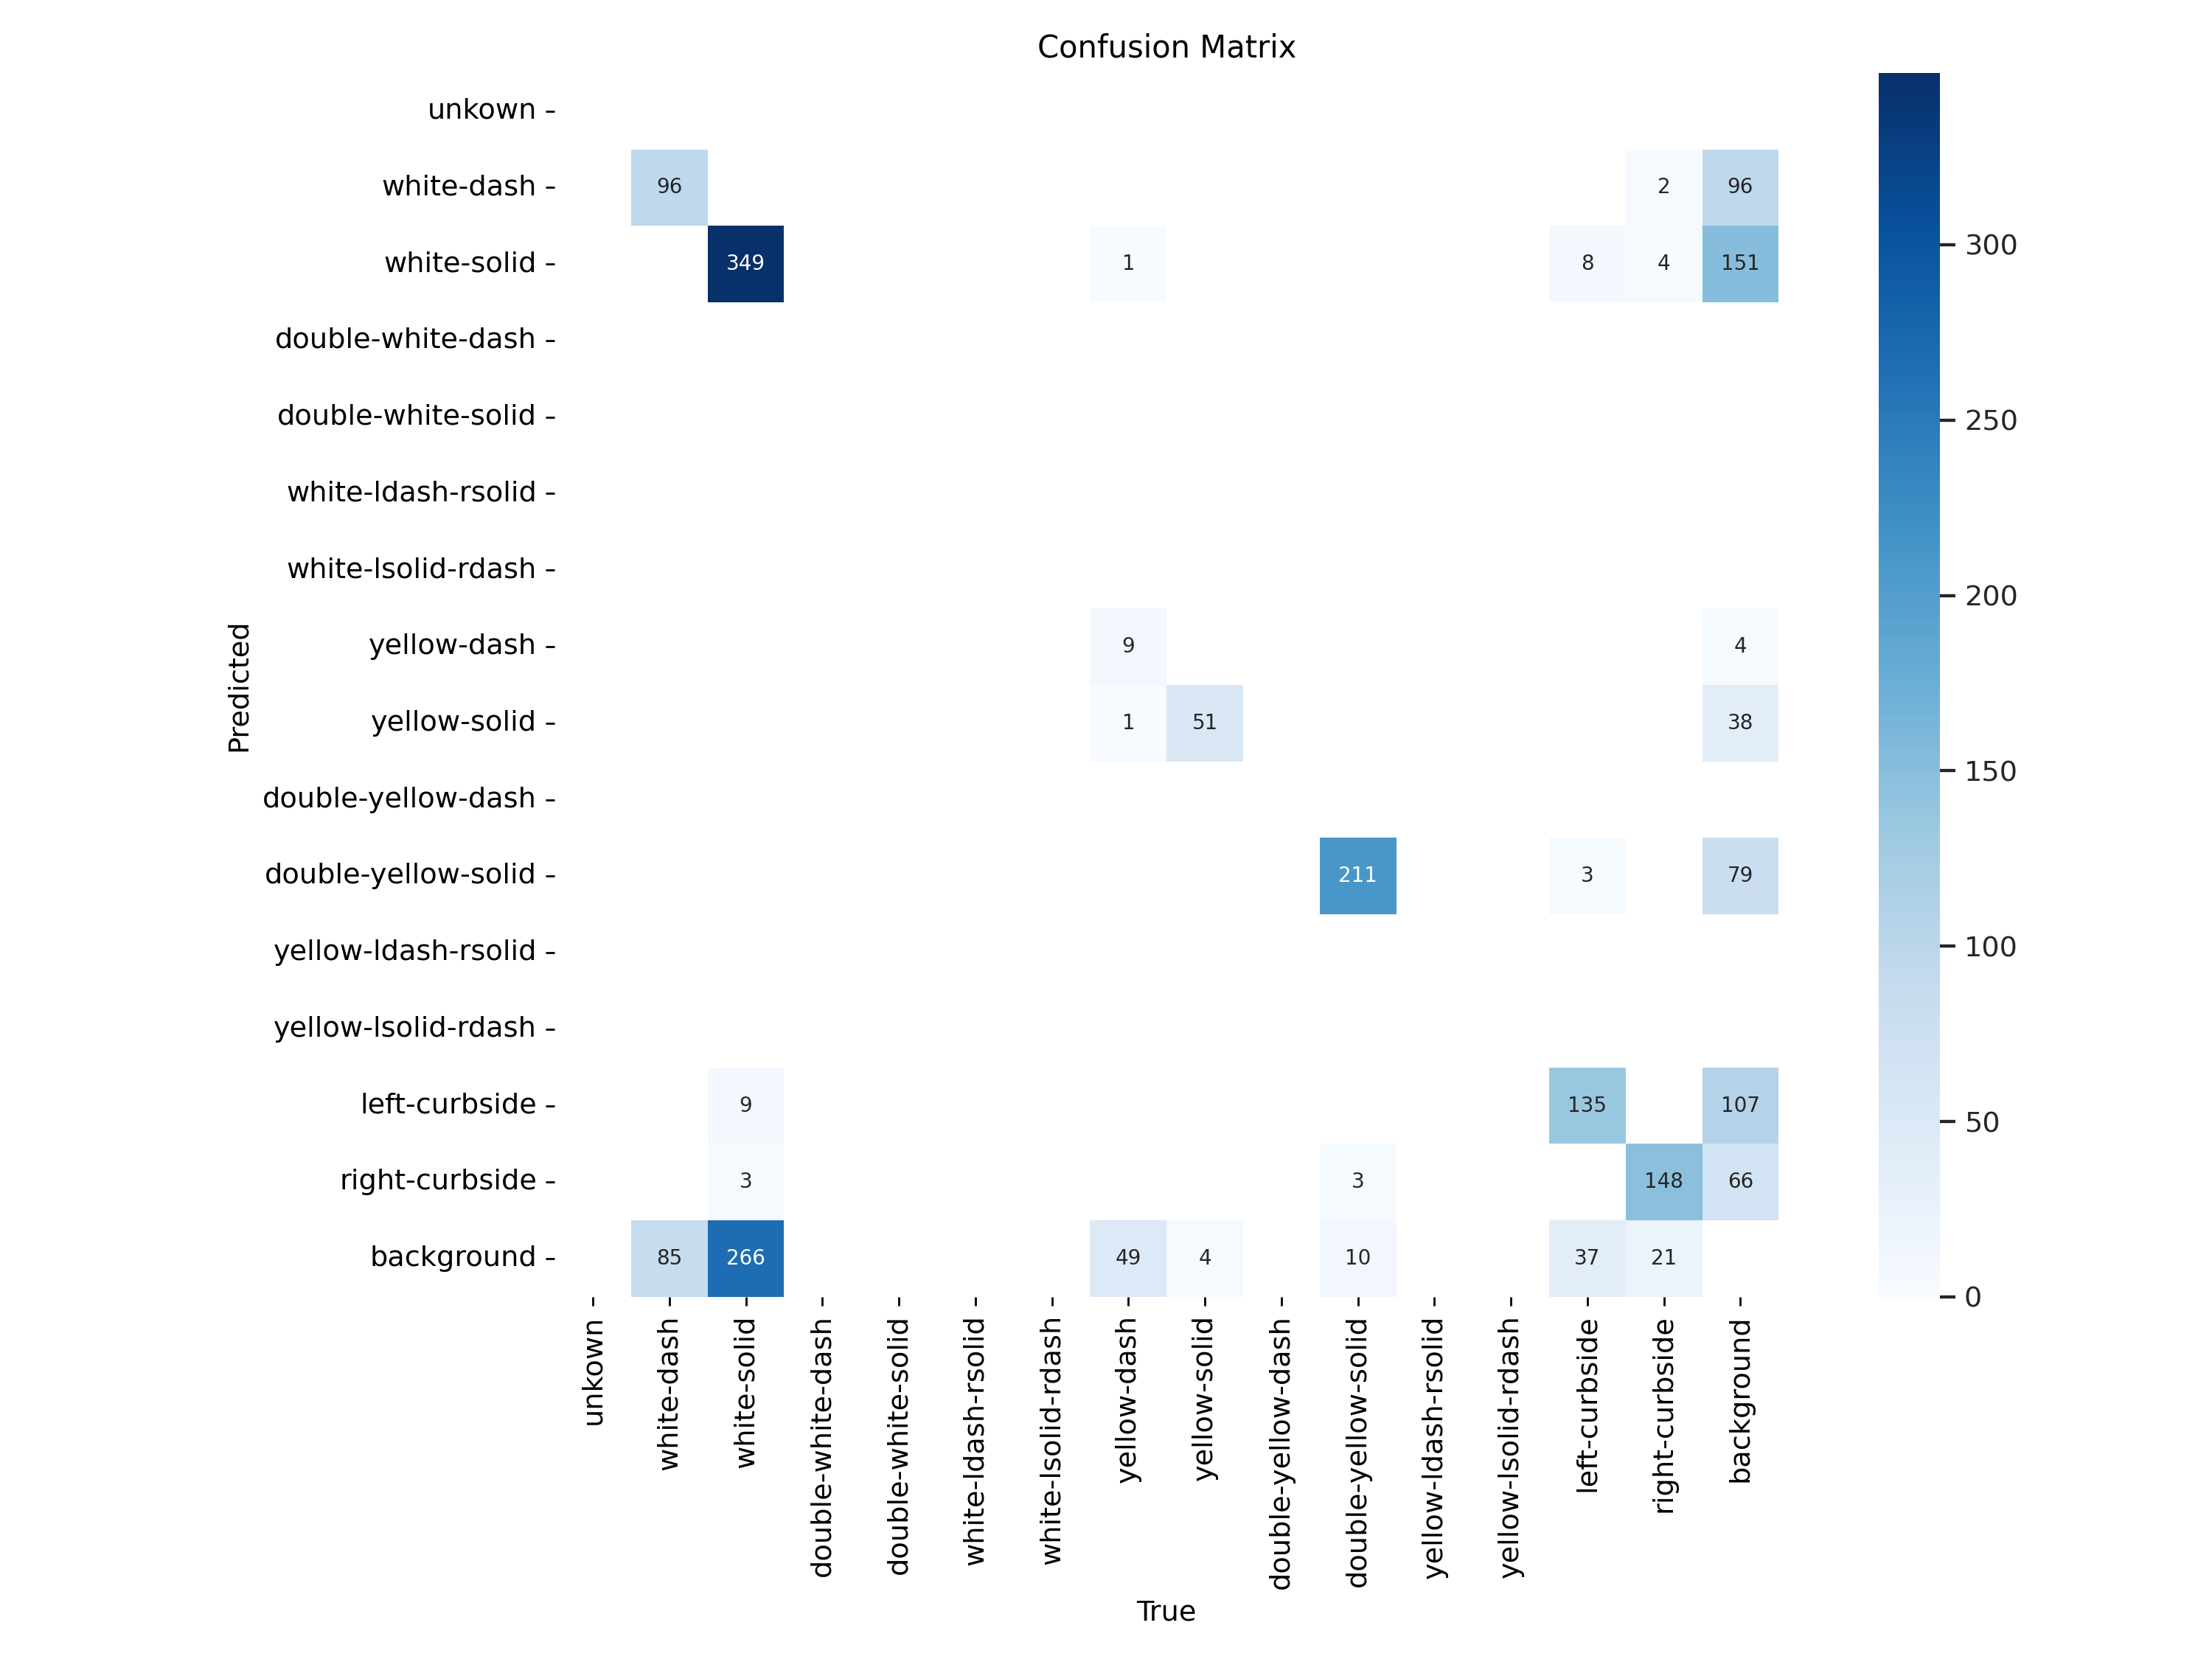 Confusion Matrix
unkown
white-dash 96 2 96
white-solid 349 1 8 4 151
double-white-dash
double-white-solid
white-ldash-rsolid
white-lsolid-rdash
yellow-dash 9 4
yellow-solid 1 51 38
double-yellow-dash
double-yellow-solid 211 3 79
yellow-ldash-rsolid
yellow-lsolid-rdash
left-curbside 9 135 107
right-curbside 3 3 148 66
background 85 266 49 4 10 37 21
Predicted
unkown
white-dash
white-solid
double-white-dash
double-white-solid
white-ldash-rsolid
white-lsolid-rdash
yellow-dash
yellow-solid
double-yellow-dash
double-yellow-solid
yellow-ldash-rsolid
yellow-lsolid-rdash
left-curbside
right-curbside
background
True
300
250
200
150
100
50
0